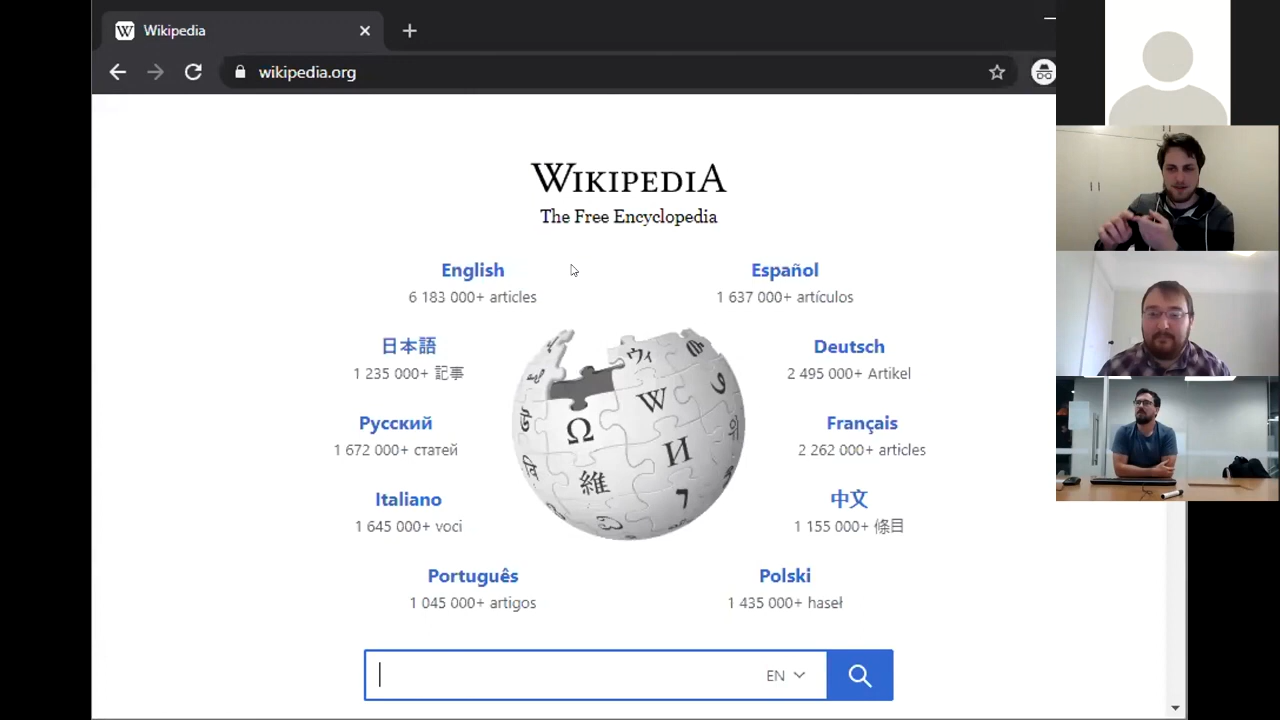 Wikipedia
wikipedia.org
WIKIPEDIA
The Free Encyclopedia
English
6 183 000+ articles
Español
1 637 000+ artículos
日本語
1 235 000+ 記事
Deutsch
2 495 000+ Artikel
Русский
1 672 000+ статей
Français
2 262 000+ articles
Italiano
1 645 000+ voci
中文
1 155 000+ 條目
Português
1 045 000+ artigos
Polski
1 435 000+ haseł
W
Ω
W
И
維
ウィ
EN